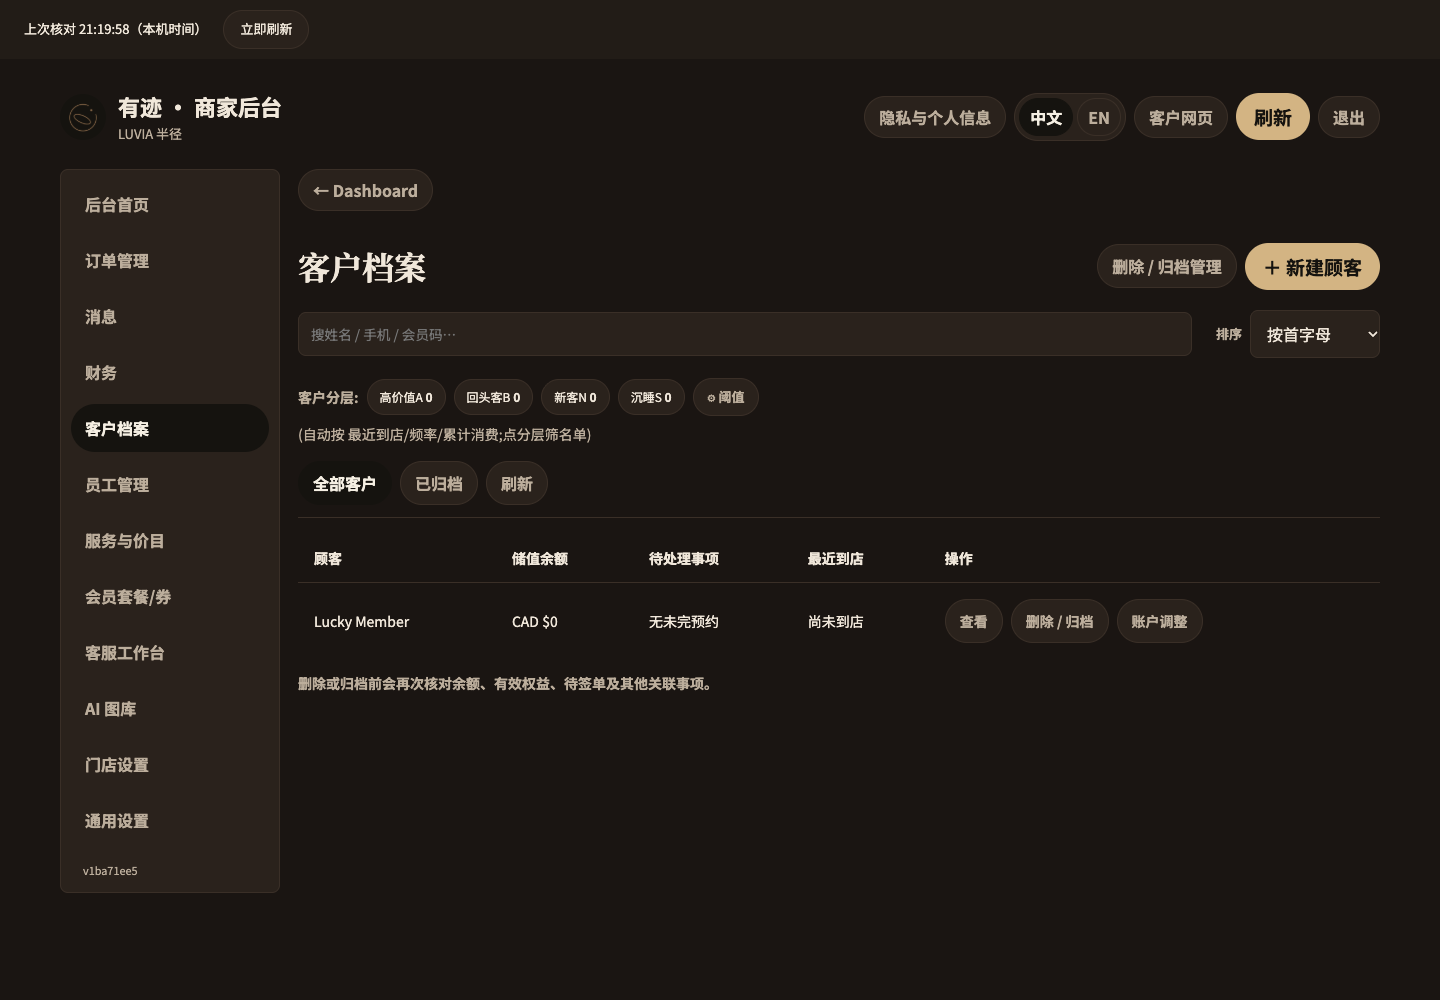 上次核对 21:19:58（本机时间） 立即刷新
有迹 · 商家后台
LUVIA 半径
隐私与个人信息 中文 EN 客户网页 刷新 退出
后台首页
订单管理
消息
财务
客户档案
员工管理
服务与价目
会员套餐/券
客服工作台
AI 图库
门店设置
通用设置
v1ba71ee5
← Dashboard
客户档案 删除 / 归档管理 ＋ 新建顾客
搜姓名 / 手机 / 会员码… 排序 按首字母
客户分层: 高价值A 0 回头客B 0 新客N 0 沉睡S 0 ⚙ 阈值
(自动按 最近到店/频率/累计消费;点分层筛名单)
全部客户 已归档 刷新
顾客 储值余额 待处理事项 最近到店 操作
Lucky Member CAD $0 无未完预约 尚未到店 查看 删除 / 归档 账户调整
删除或归档前会再次核对余额、有效权益、待签单及其他关联事项。